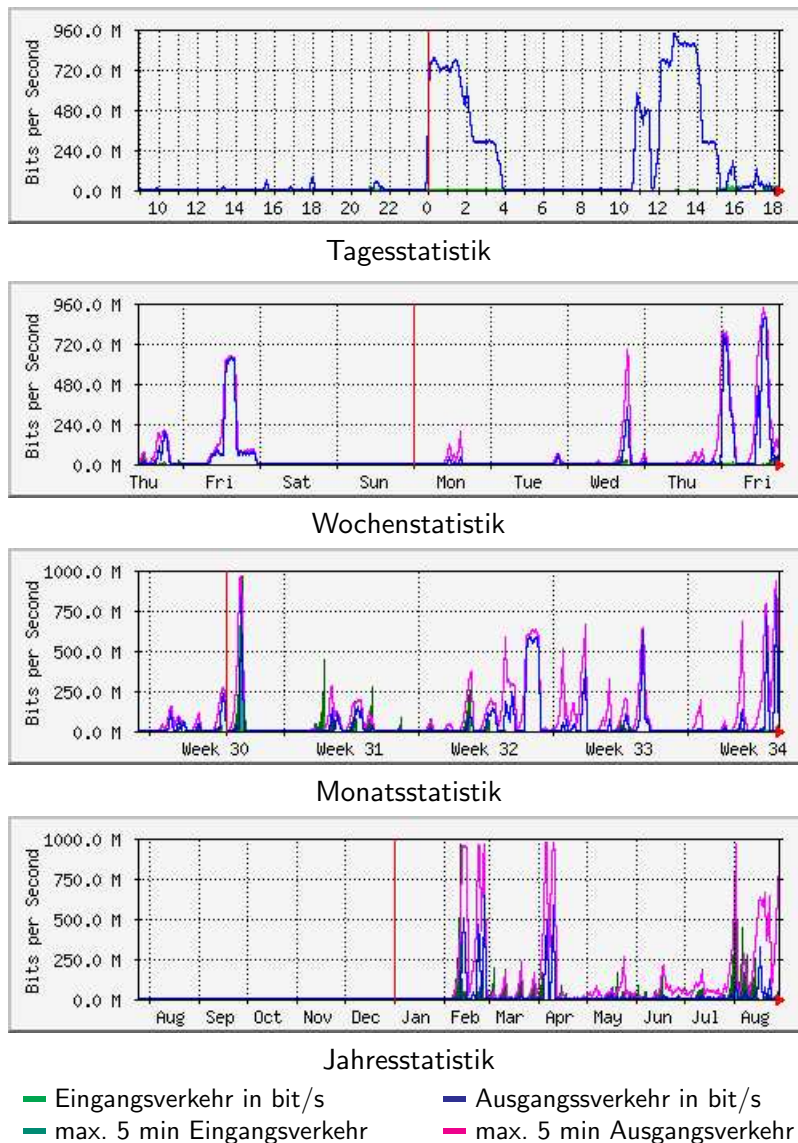 960.0 M
720.0 M
480.0 M
240.0 M
0.0 M
Bits per Second
10 12 14 16 18 20 22 0 2 4 6 8 10 12 14 16 18
Tagesstatistik
960.0 M
720.0 M
480.0 M
240.0 M
0.0 M
Bits per Second
Thu Fri Sat Sun Mon Tue Wed Thu Fri
Wochenstatistik
1000.0 M
750.0 M
500.0 M
250.0 M
0.0 M
Bits per Second
Week 30 Week 31 Week 32 Week 33 Week 34
Monatsstatistik
1000.0 M
750.0 M
500.0 M
250.0 M
0.0 M
Bits per Second
Aug Sep Oct Nov Dec Jan Feb Mar Apr May Jun Jul Aug
Jahresstatistik
Eingangsverkehr in bit/s Ausgangssverkehr in bit/s
max. 5 min Eingangsverkehr max. 5 min Ausgangsverkehr